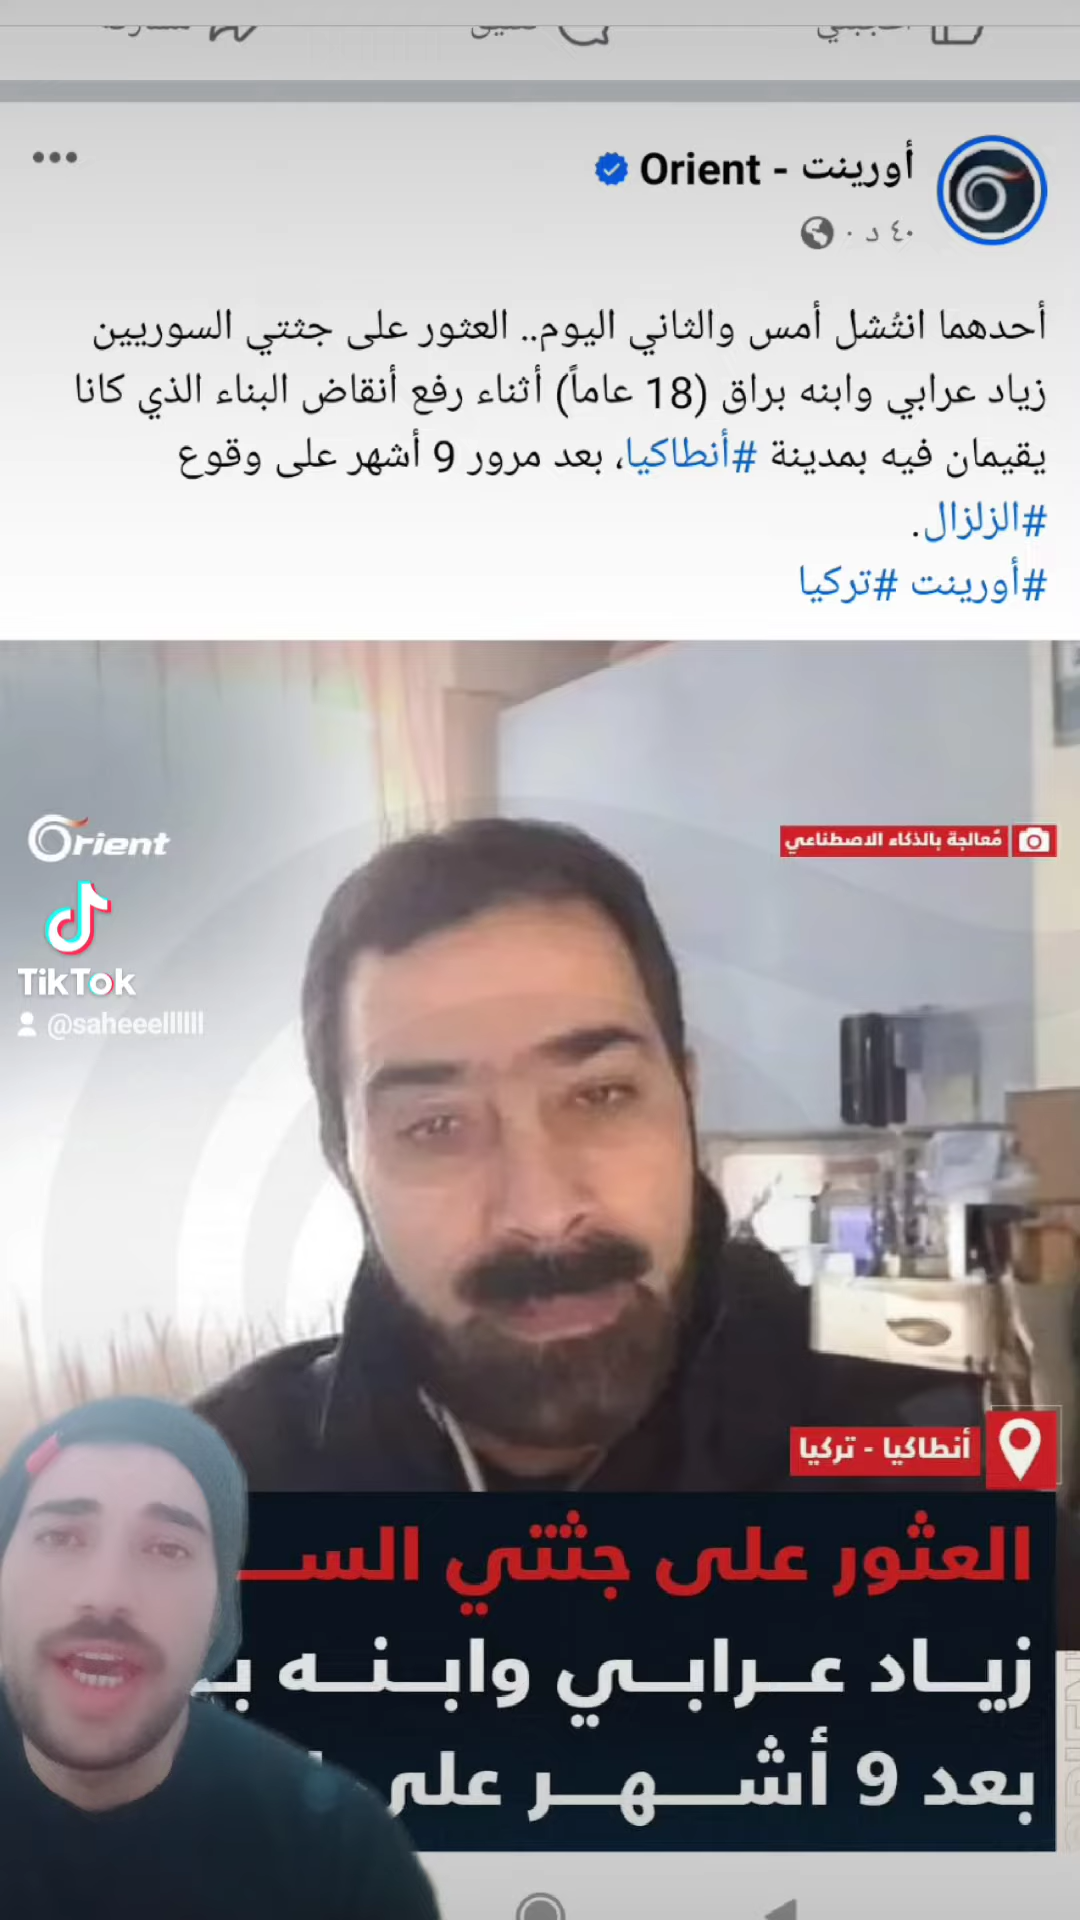 أورينت - Orient
٤٠ د ·
أحدهما انتُشل أمس والثاني اليوم.. العثور على جثتي السوريين
زياد عرابي وابنه براق (18 عاماً) أثناء رفع أنقاض البناء الذي كانا
يقيمان فيه بمدينة #أنطاكيا، بعد مرور 9 أشهر على وقوع
#الزلزال.
#أورينت #تركيا
Orient
مُعالجة بالذكاء الاصطناعي
TikTok
@saheeellllll
أنطاكيا - تركيا
العثور على جثتي الس
زياد عرابي وابنه ب
بعد 9 أشهر على